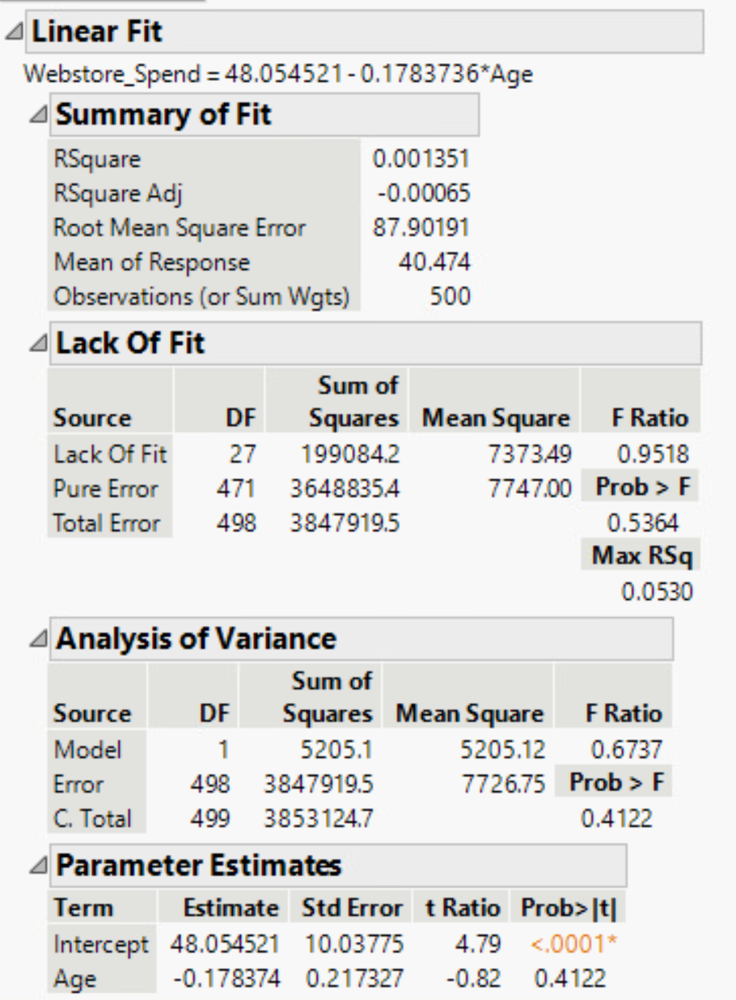 Linear Fit
Webstore_Spend = 48.054521 - 0.1783736*Age
Summary of Fit
RSquare 0.001351
RSquare Adj -0.00065
Root Mean Square Error 87.90191
Mean of Response 40.474
Observations (or Sum Wgts) 500
Lack Of Fit
Sum of
Source DF Squares Mean Square F Ratio
Lack Of Fit 27 199084.2 7373.49 0.9518
Pure Error 471 3648835.4 7747.00 Prob > F
Total Error 498 3847919.5 0.5364
Max RSq
0.0530
Analysis of Variance
Sum of
Source DF Squares Mean Square F Ratio
Model 1 5205.1 5205.12 0.6737
Error 498 3847919.5 7726.75 Prob > F
C. Total 499 3853124.7 0.4122
Parameter Estimates
Term Estimate Std Error t Ratio Prob>|t|
Intercept 48.054521 10.03775 4.79 <.0001*
Age -0.178374 0.217327 -0.82 0.4122